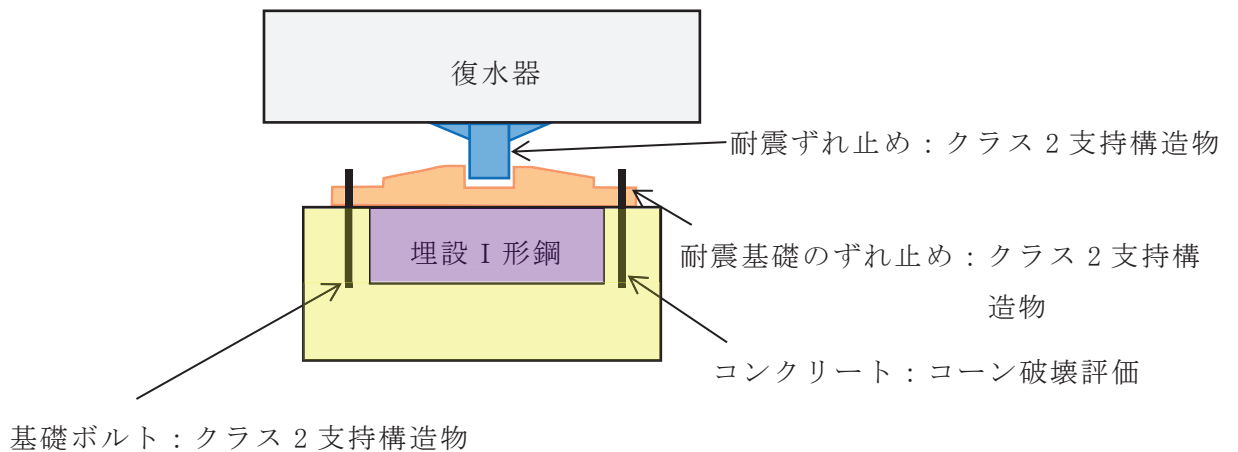 復水器
耐震ずれ止め：クラス２支持構造物
埋設Ｉ形鋼
耐震基礎のずれ止め：クラス２支持構
造物
コンクリート：コーン破壊評価
基礎ボルト：クラス２支持構造物